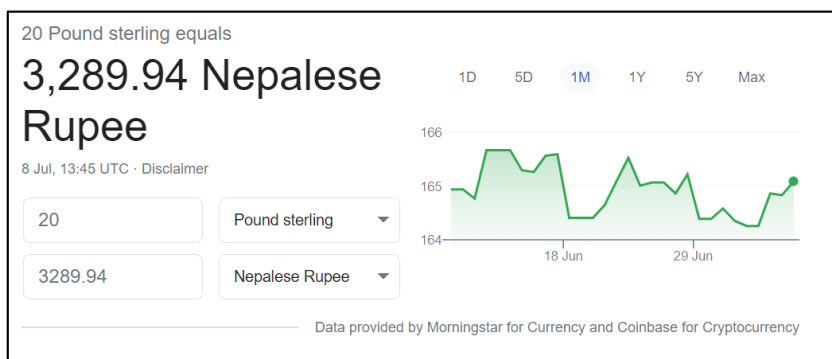 20 Pound sterling equals
3,289.94 Nepalese
Rupee
8 Jul, 13:45 UTC · Disclaimer
20
Pound sterling
3289.94
Nepalese Rupee
1D 5D 1M 1Y 5Y Max
166
165
164
18 Jun 29 Jun
Data provided by Morningstar for Currency and Coinbase for Cryptocurrency